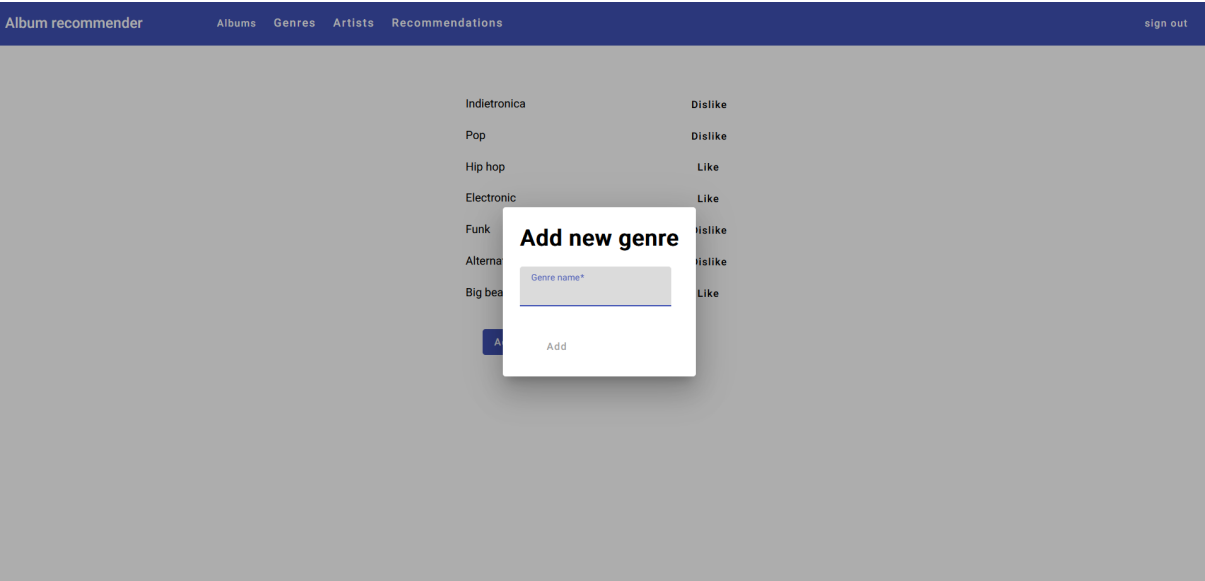 Album recommender Albums Genres Artists Recommendations sign out
Indietronica Dislike
Pop Dislike
Hip hop Like
Electronic Like
Funk
Add new genre
Genre name*
Big
Like
Add